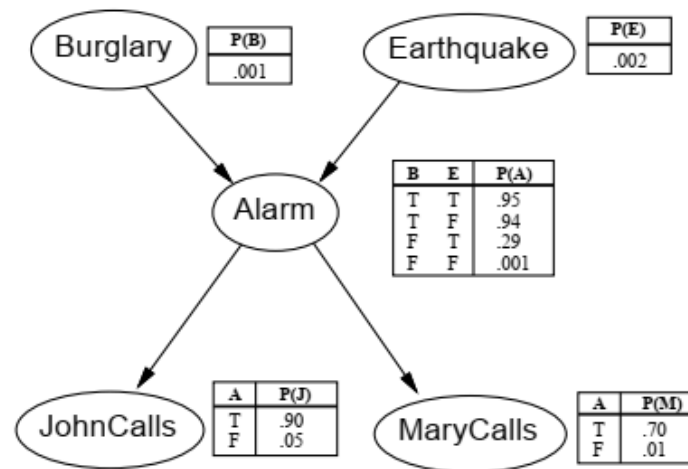 Burglary
P(B)
.001
Earthquake
P(E)
.002
Alarm
B E P(A)
T T .95
T F .94
F T .29
F F .001
JohnCalls
A P(J)
T .90
F .05
MaryCalls
A P(M)
T .70
F .01